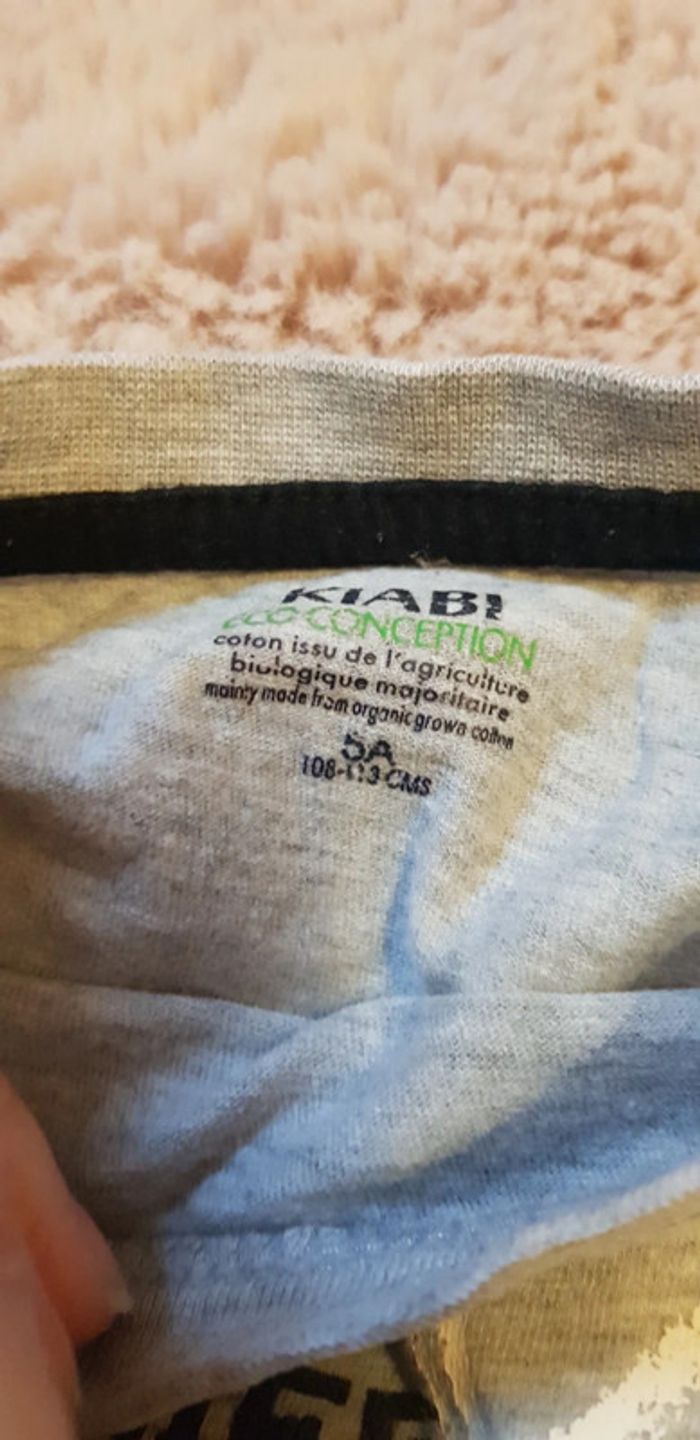 KIABI
ECO-CONCEPTION
coton issu de l'agriculture
biologique majoritaire
mainly made from organic grown cotton
5A
108-113 CMS